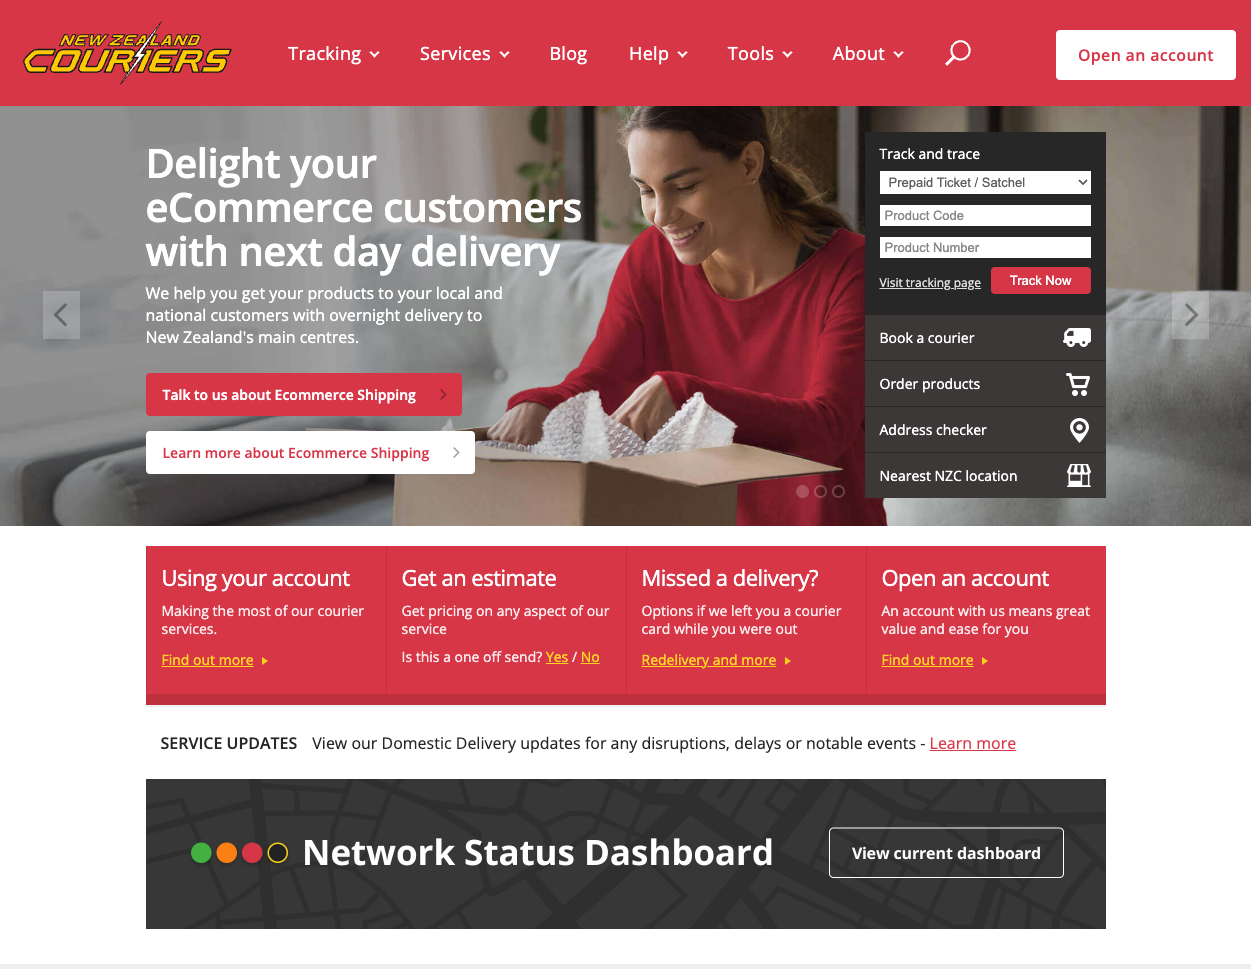 NEW ZEALAND
COURIERS
Tracking
Services
Blog
Help
Tools
About
Open an account
Delight your
eCommerce customers
with next day delivery
We help you get your products to your local and
national customers with overnight delivery to
New Zealand's main centres.
Talk to us about Ecommerce Shipping
Learn more about Ecommerce Shipping
Track and trace
Prepaid Ticket / Satchel
Product Code
Product Number
Visit tracking page
Track Now
Book a courier
Order products
Address checker
Nearest NZC location
Using your account
Making the most of our courier
services.
Find out more
Get an estimate
Get pricing on any aspect of our
service
Is this a one off send? Yes / No
Missed a delivery?
Options if we left you a courier
card while you were out
Redelivery and more
Open an account
An account with us means great
value and ease for you
Find out more
SERVICE UPDATES View our Domestic Delivery updates for any disruptions, delays or notable events - Learn more
Network Status Dashboard
View current dashboard